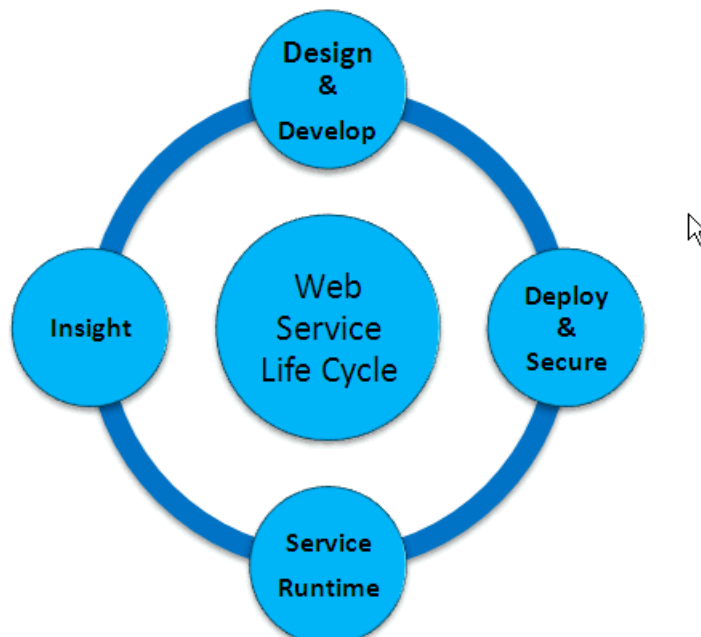 Design
&
Develop
Insight
Web
Service
Life Cycle
Deploy
&
Secure
Service
Runtime